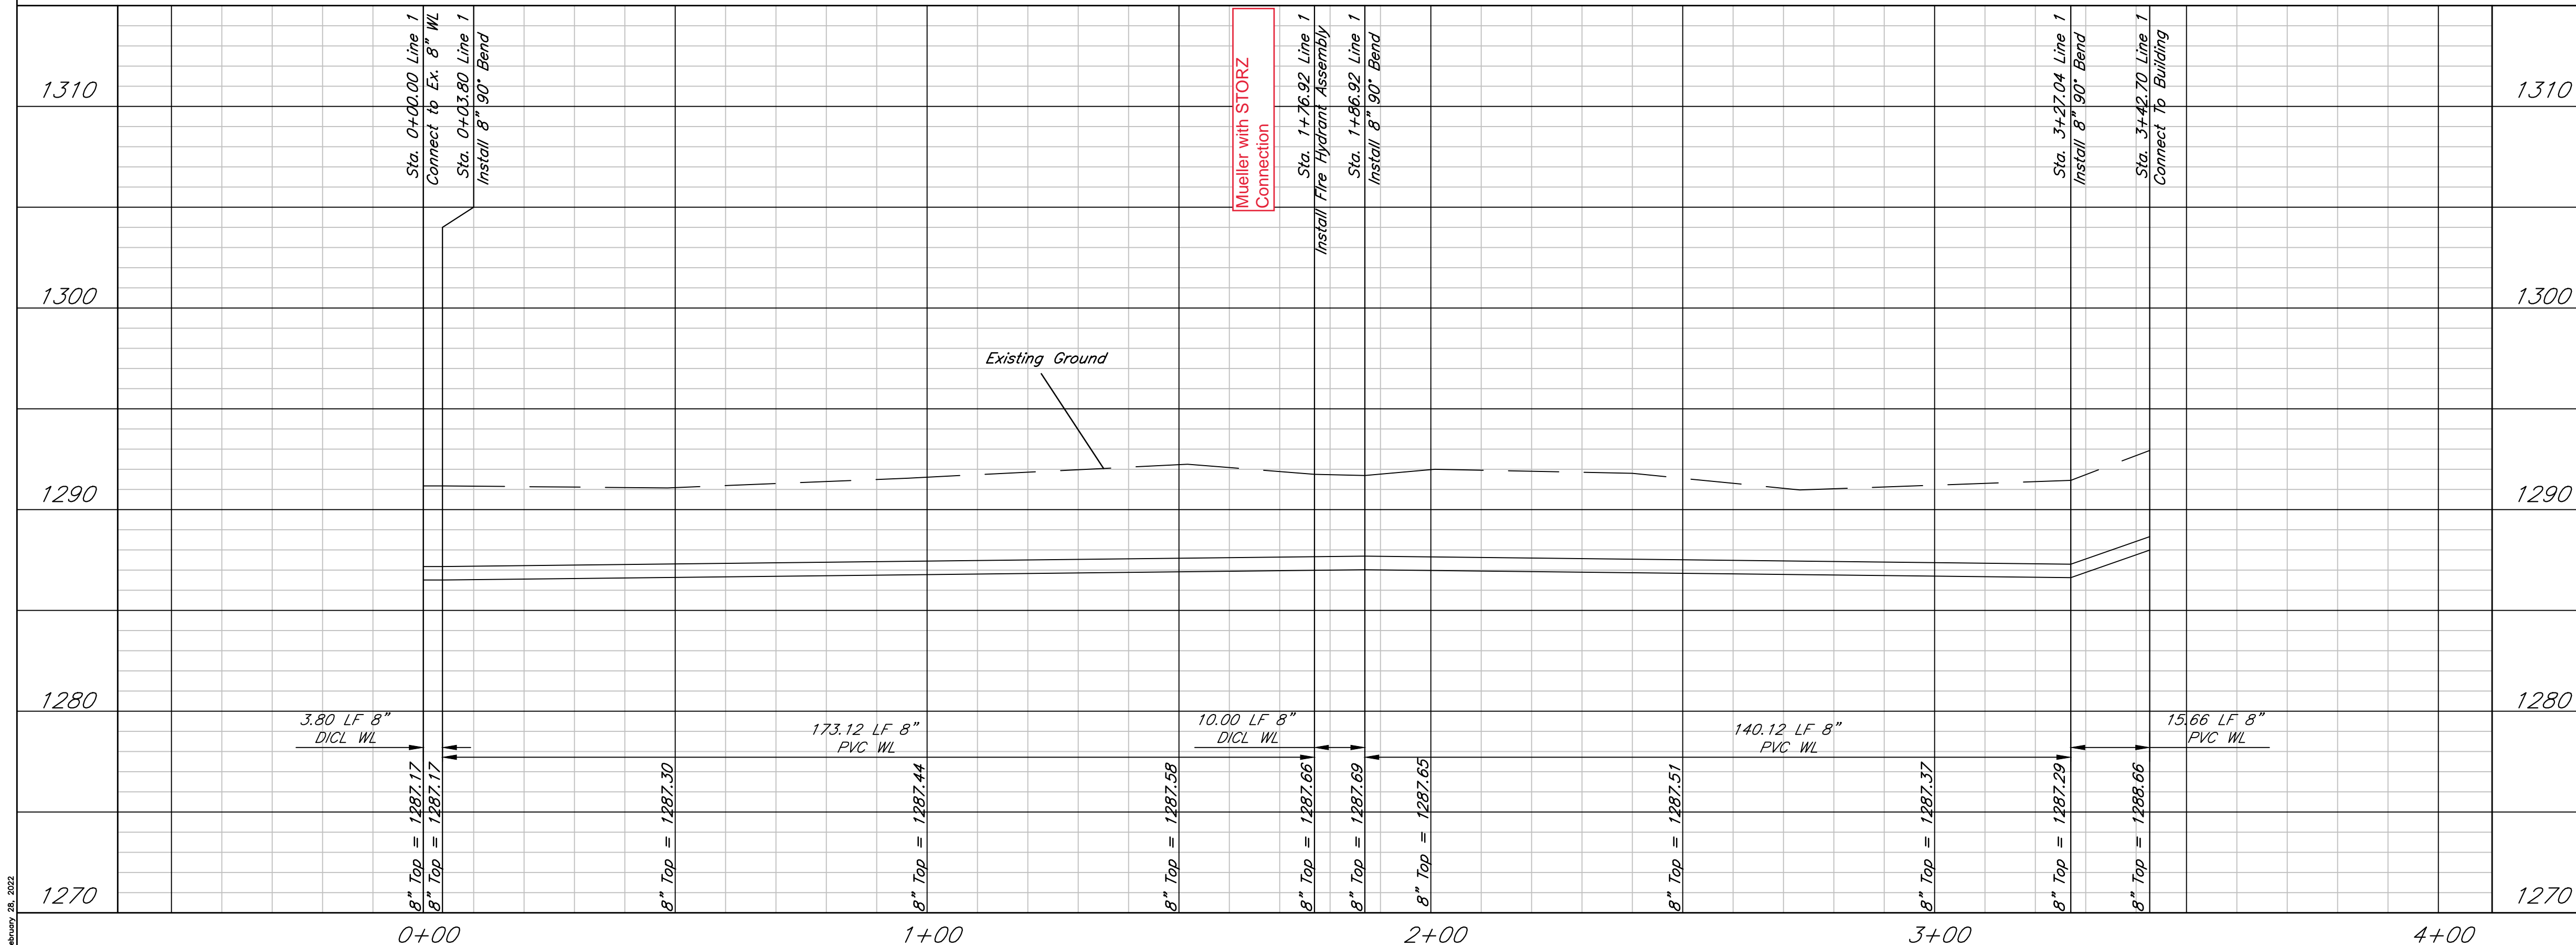 Sta. 0+00.00 Line 1
Connect to Ex. 8" WL
Sta. 0+03.80 Line 1
Install 8" 90° Bend
Mueller with STORZ
Connection
Sta. 1+76.92 Line 1
Install Fire Hydrant Assembly
Sta. 1+86.92 Line 1
Install 8" 90° Bend
Sta. 3+27.04 Line 1
Install 8" 90° Bend
Sta. 3+42.70 Line 1
Connect To Building
1310
1310
1300
1300
Existing Ground
1290
1290
1280
1280
3.80 LF 8"
DICL WL
173.12 LF 8"
PVC WL
10.00 LF 8"
DICL WL
140.12 LF 8"
PVC WL
15.66 LF 8"
PVC WL
8" Top = 1287.17
8" Top = 1287.17
8" Top = 1287.30
8" Top = 1287.44
8" Top = 1287.58
8" Top = 1287.66
8" Top = 1287.69
8" Top = 1287.65
8" Top = 1287.51
8" Top = 1287.37
8" Top = 1287.29
8" Top = 1288.66
1270
1270
ebruary 28, 2022
0+00
1+00
2+00
3+00
4+00